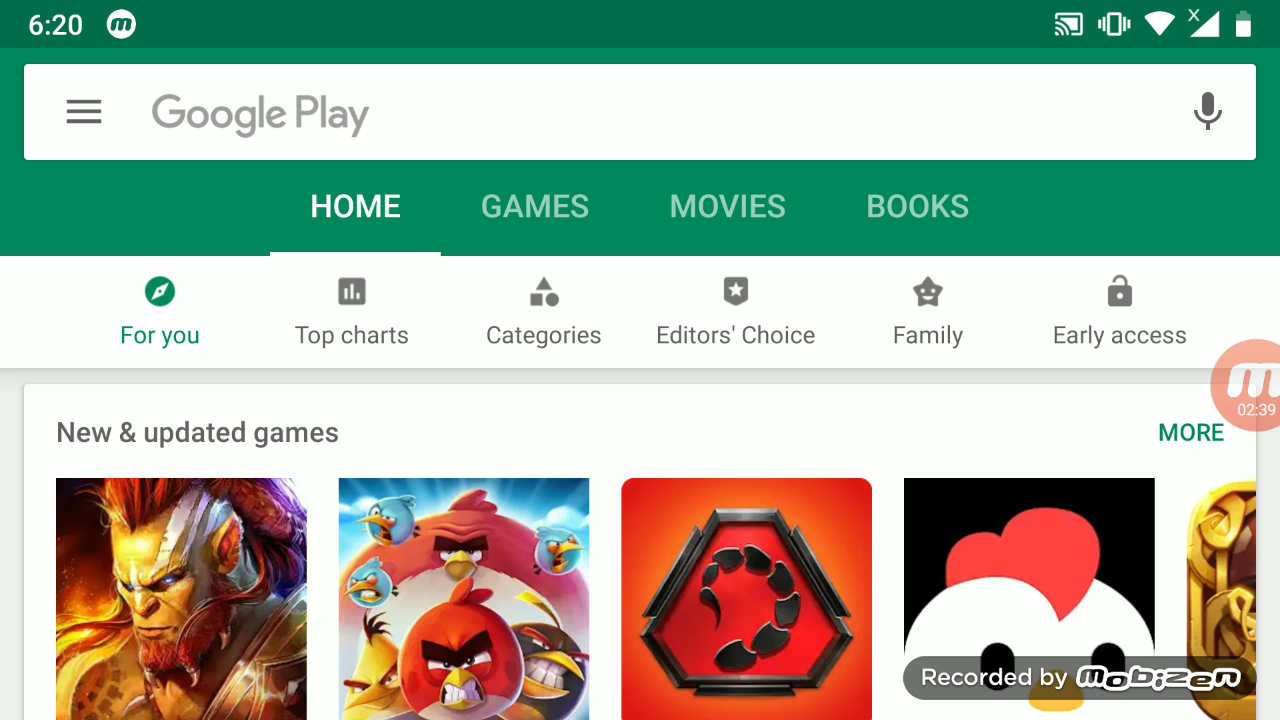 6:20
Google Play
HOME GAMES MOVIES BOOKS
For you Top charts Categories Editors' Choice Family Early access
New & updated games MORE
02:39
Recorded by mobizen